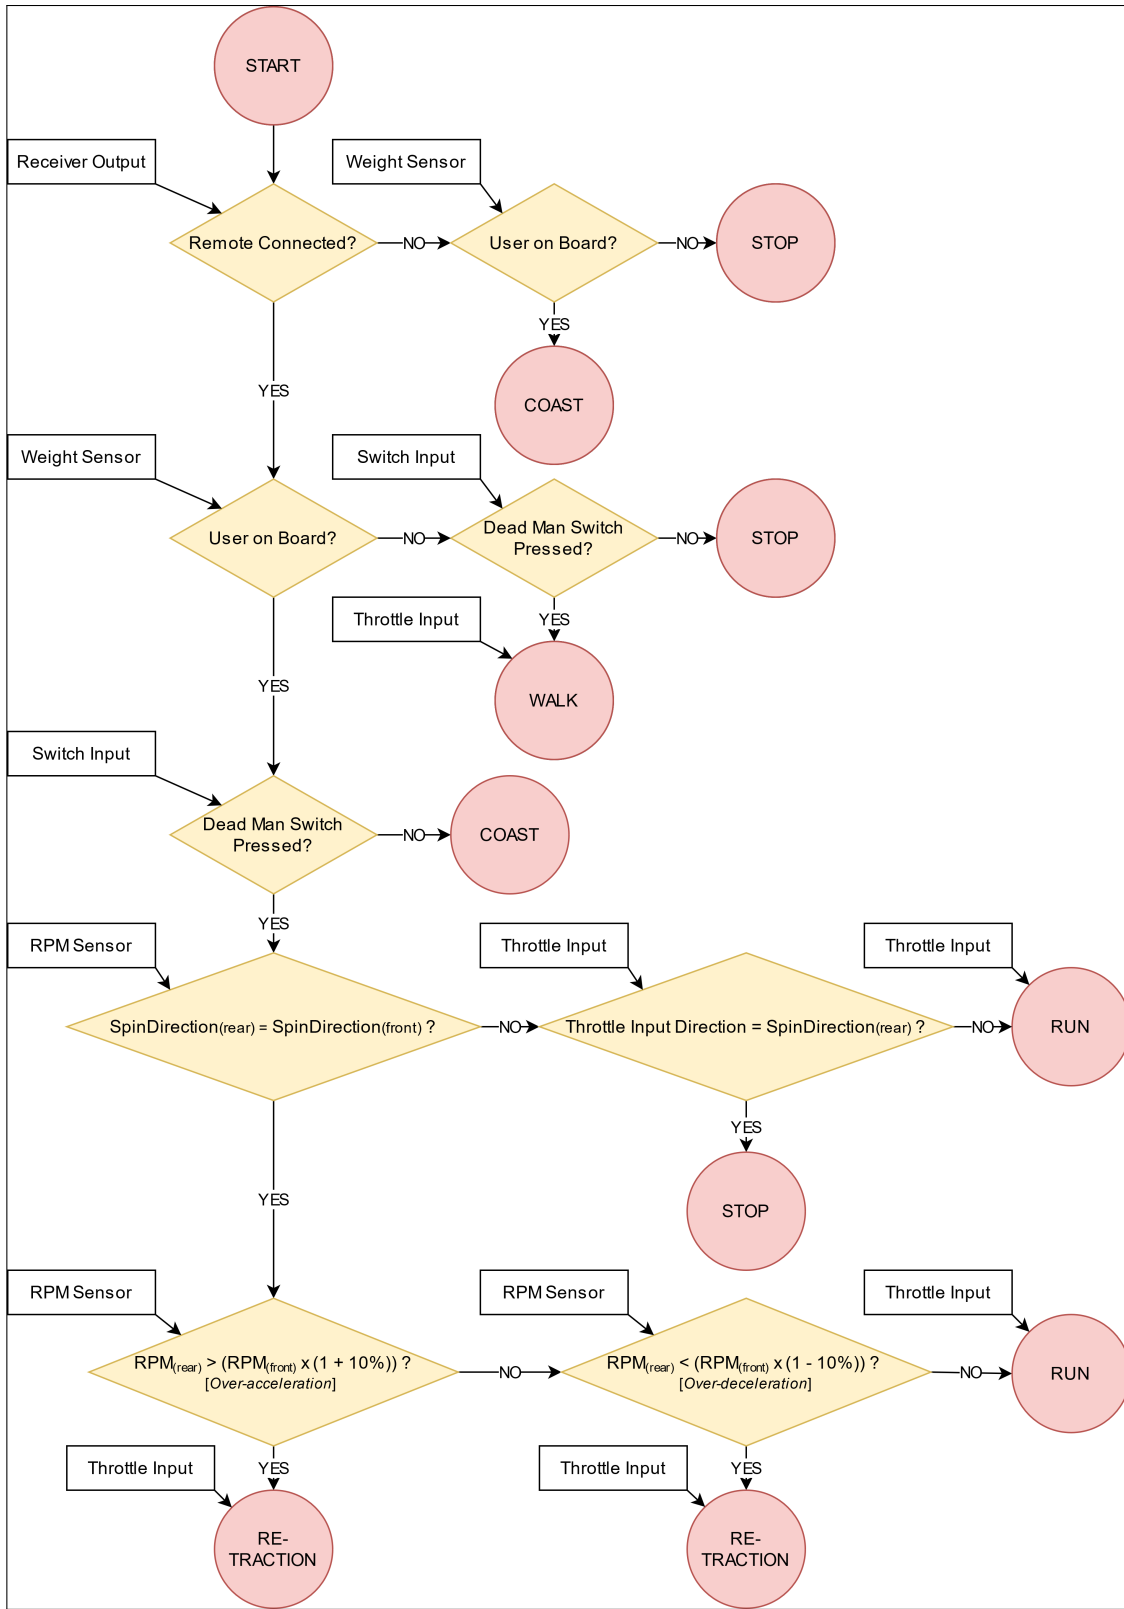 START
Receiver Output
Weight Sensor
Remote Connected?
NO
User on Board?
NO
STOP
YES
COAST
YES
Weight Sensor
Switch Input
User on Board?
NO
Dead Man Switch
Pressed?
NO
STOP
Throttle Input
YES
WALK
YES
Switch Input
Dead Man Switch
Pressed?
NO
COAST
YES
RPM Sensor
Throttle Input
Throttle Input
SpinDirection(rear) = SpinDirection(front) ?
NO
Throttle Input Direction = SpinDirection(rear) ?
NO
RUN
YES
STOP
YES
RPM Sensor
RPM Sensor
Throttle Input
RPM(rear) > (RPM(front) x (1 + 10%)) ?
[Over-acceleration]
NO
RPM(rear) < (RPM(front) x (1 - 10%)) ?
[Over-deceleration]
NO
RUN
Throttle Input
YES
Throttle Input
YES
RE-
TRACTION
RE-
TRACTION